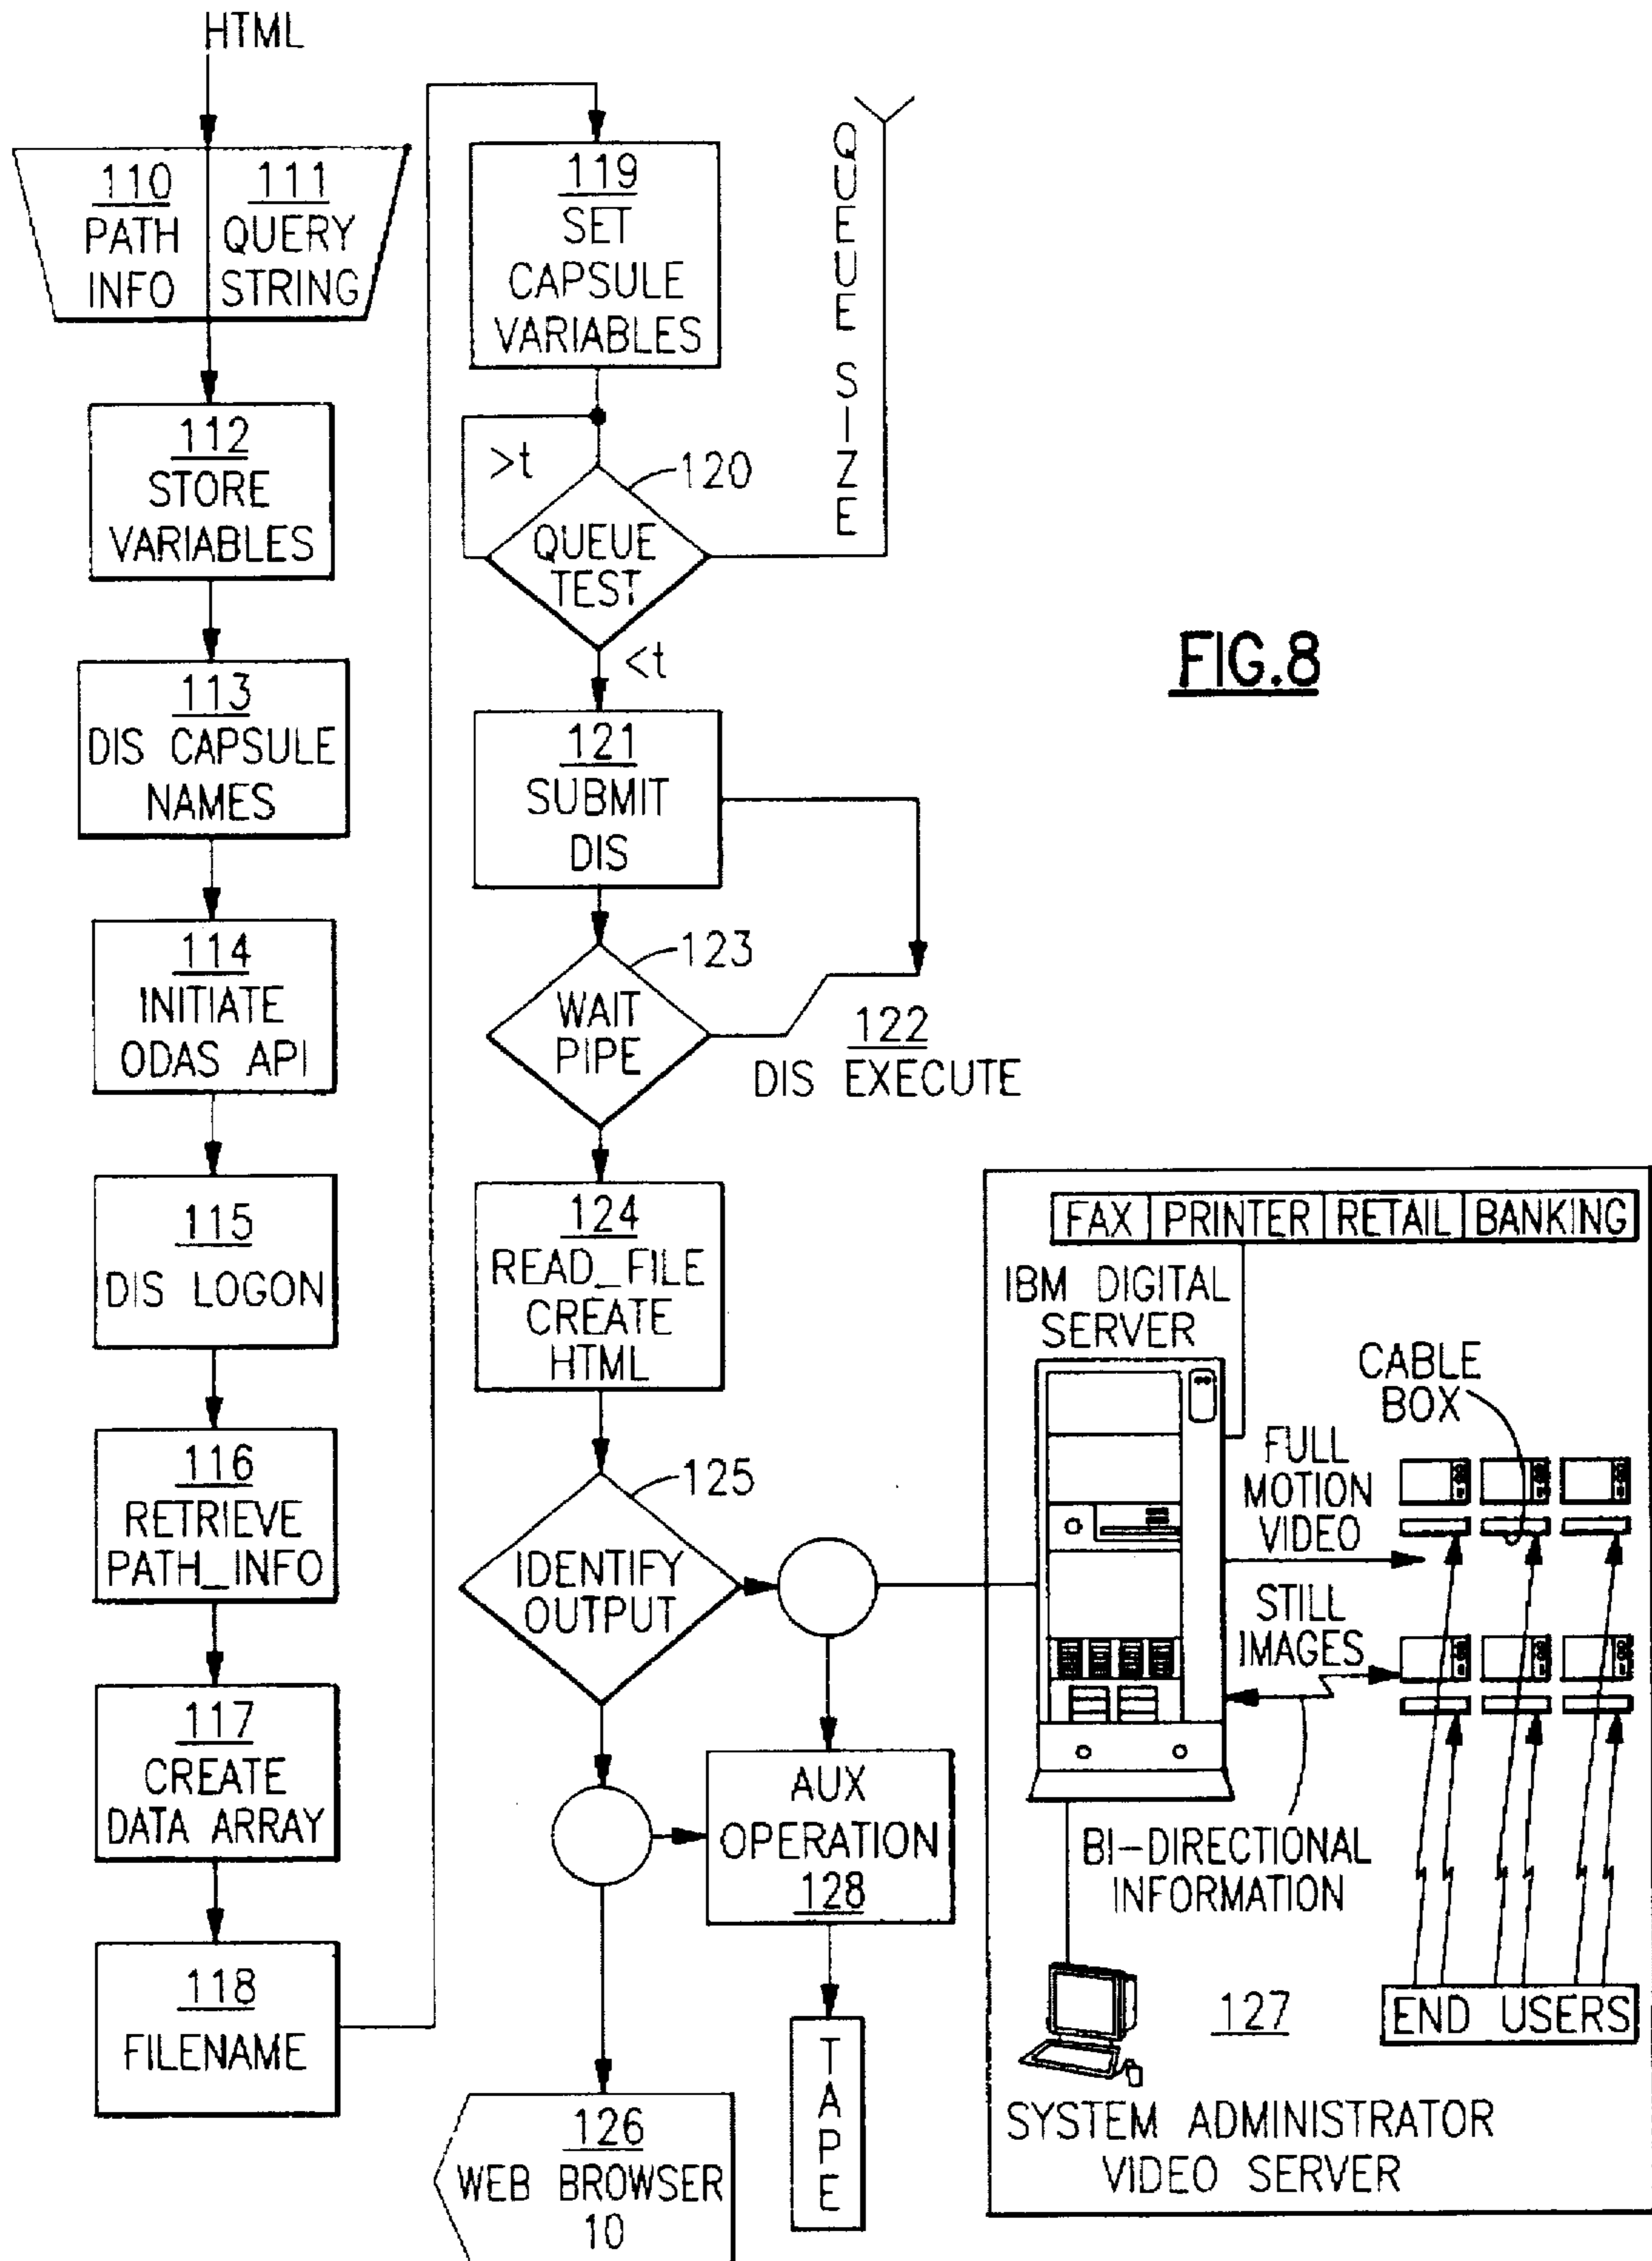 HTML
110
PATH
INFO
111
QUERY
STRING
112
STORE
VARIABLES
113
DIS CAPSULE
NAMES
114
INITIATE
ODAS API
115
DIS LOGON
116
RETRIEVE
PATH_INFO
117
CREATE
DATA ARRAY
118
FILENAME
119
SET
CAPSULE
VARIABLES
QUEUE SIZE
>t
120
QUEUE
TEST
<t
121
SUBMIT
DIS
123
WAIT
PIPE
122
DIS EXECUTE
124
READ_FILE
CREATE
HTML
125
IDENTIFY
OUTPUT
AUX
OPERATION
128
TAPE
126
WEB BROWSER
10
FIG.8
FAX PRINTER RETAIL BANKING
IBM DIGITAL
SERVER
CABLE
BOX
FULL
MOTION
VIDEO
STILL
IMAGES
BI-DIRECTIONAL
INFORMATION
127
END USERS
SYSTEM ADMINISTRATOR
VIDEO SERVER